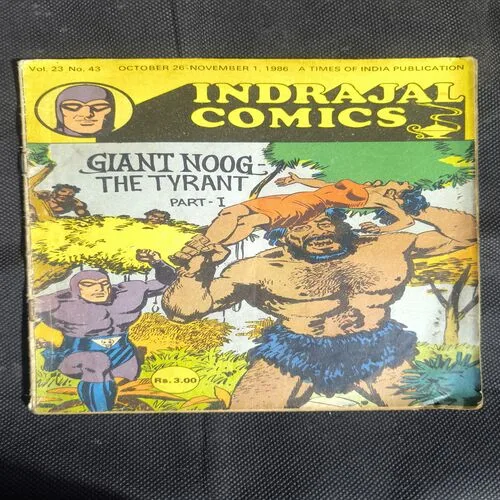 Vol. 23 No. 43 OCTOBER 26-NOVEMBER 1, 1986 A TIMES OF INDIA PUBLICATION
INDRAJAL
COMICS
GIANT NOOG-
THE TYRANT
PART-I
Rs. 3.00